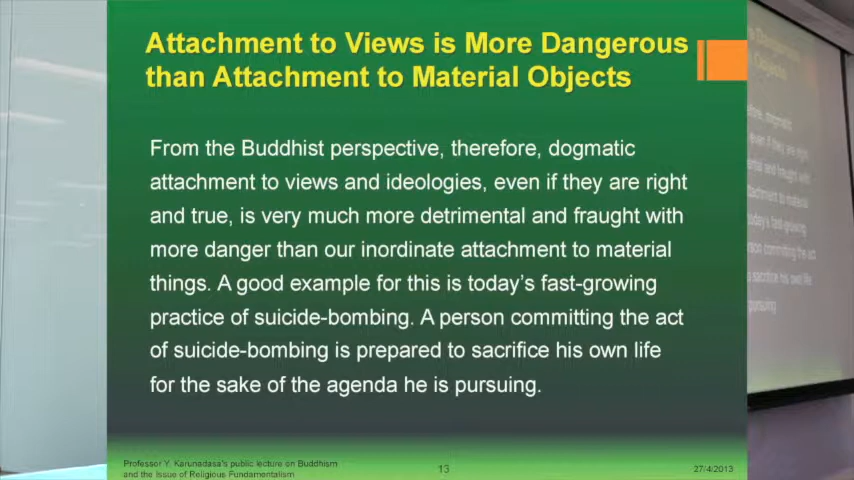 Attachment to Views is More Dangerous
than Attachment to Material Objects
From the Buddhist perspective, therefore, dogmatic
attachment to views and ideologies, even if they are right
and true, is very much more detrimental and fraught with
more danger than our inordinate attachment to material
things. A good example for this is today's fast-growing
practice of suicide-bombing. A person committing the act
of suicide-bombing is prepared to sacrifice his own life
for the sake of the agenda he is pursuing.
Professor Y. Karunadasa's public lecture on Buddhism
and the Issue of Religious Fundamentalism
13
27/4/2013